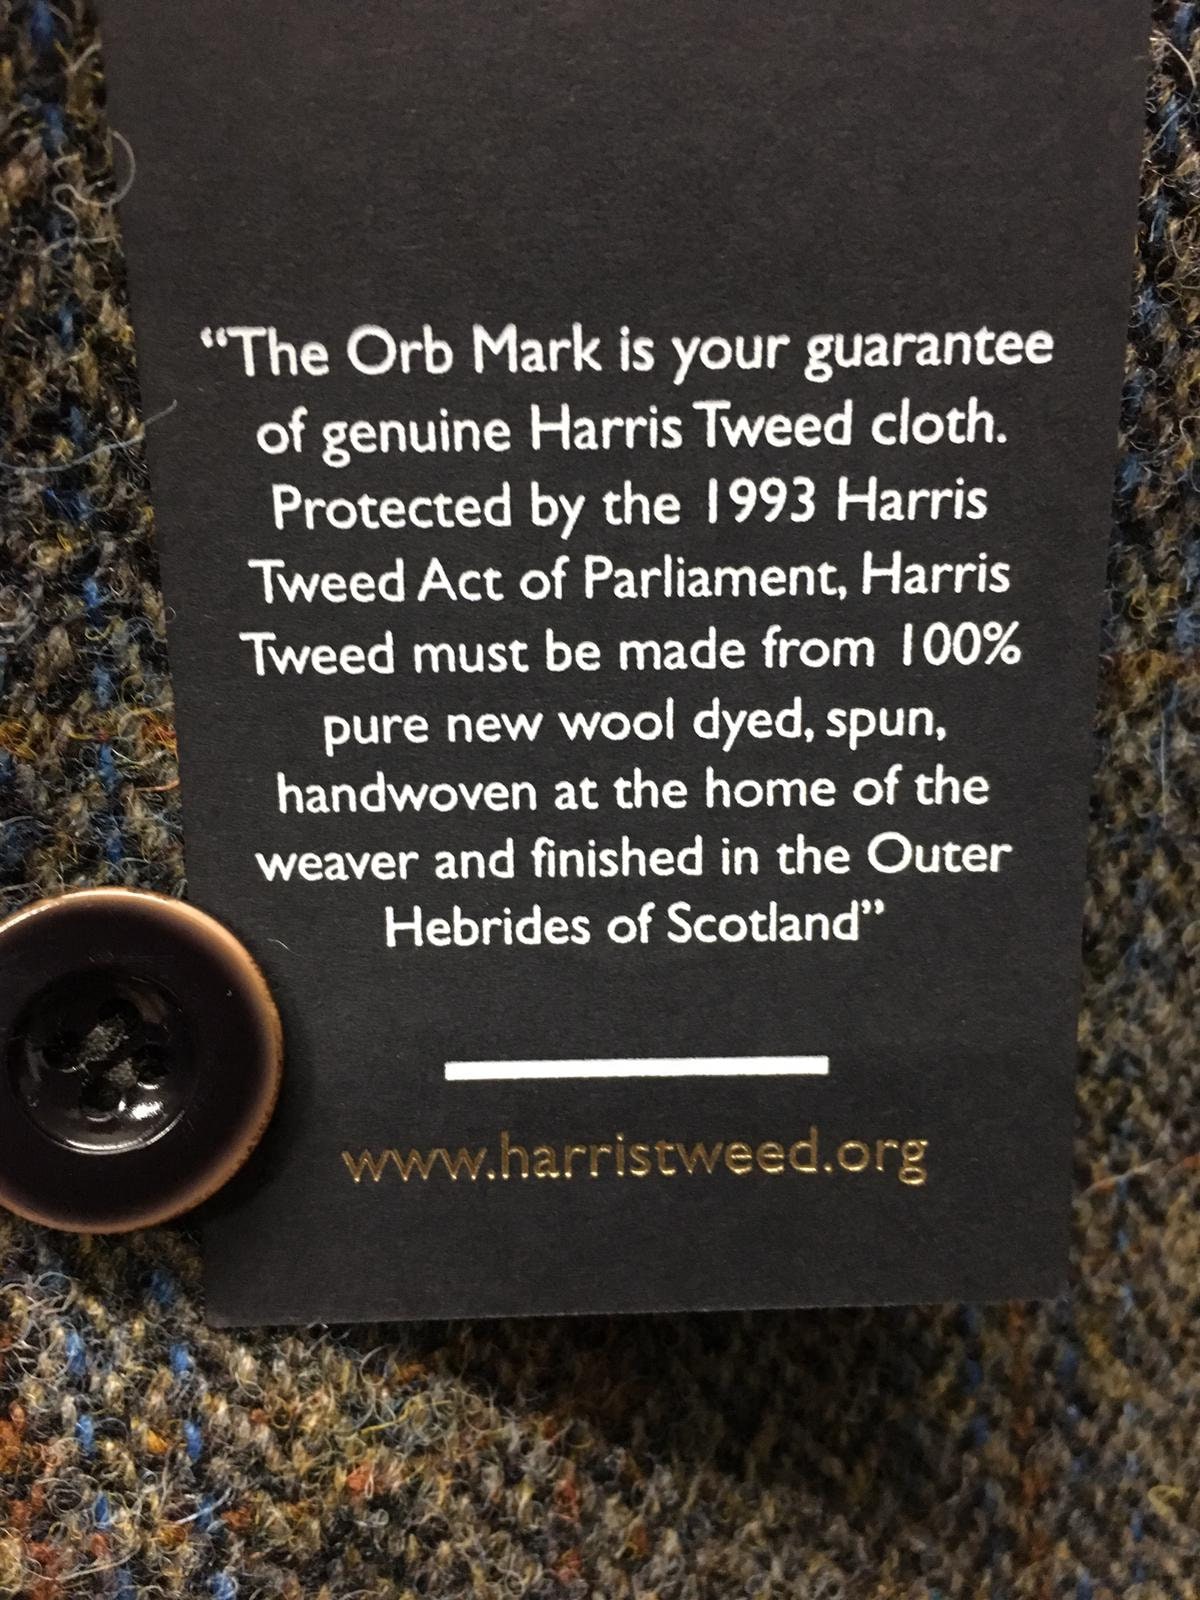 “The Orb Mark is your guarantee
of genuine Harris Tweed cloth.
Protected by the 1993 Harris
Tweed Act of Parliament, Harris
Tweed must be made from 100%
pure new wool dyed, spun,
handwoven at the home of the
weaver and finished in the Outer
Hebrides of Scotland”
www.harristweed.org